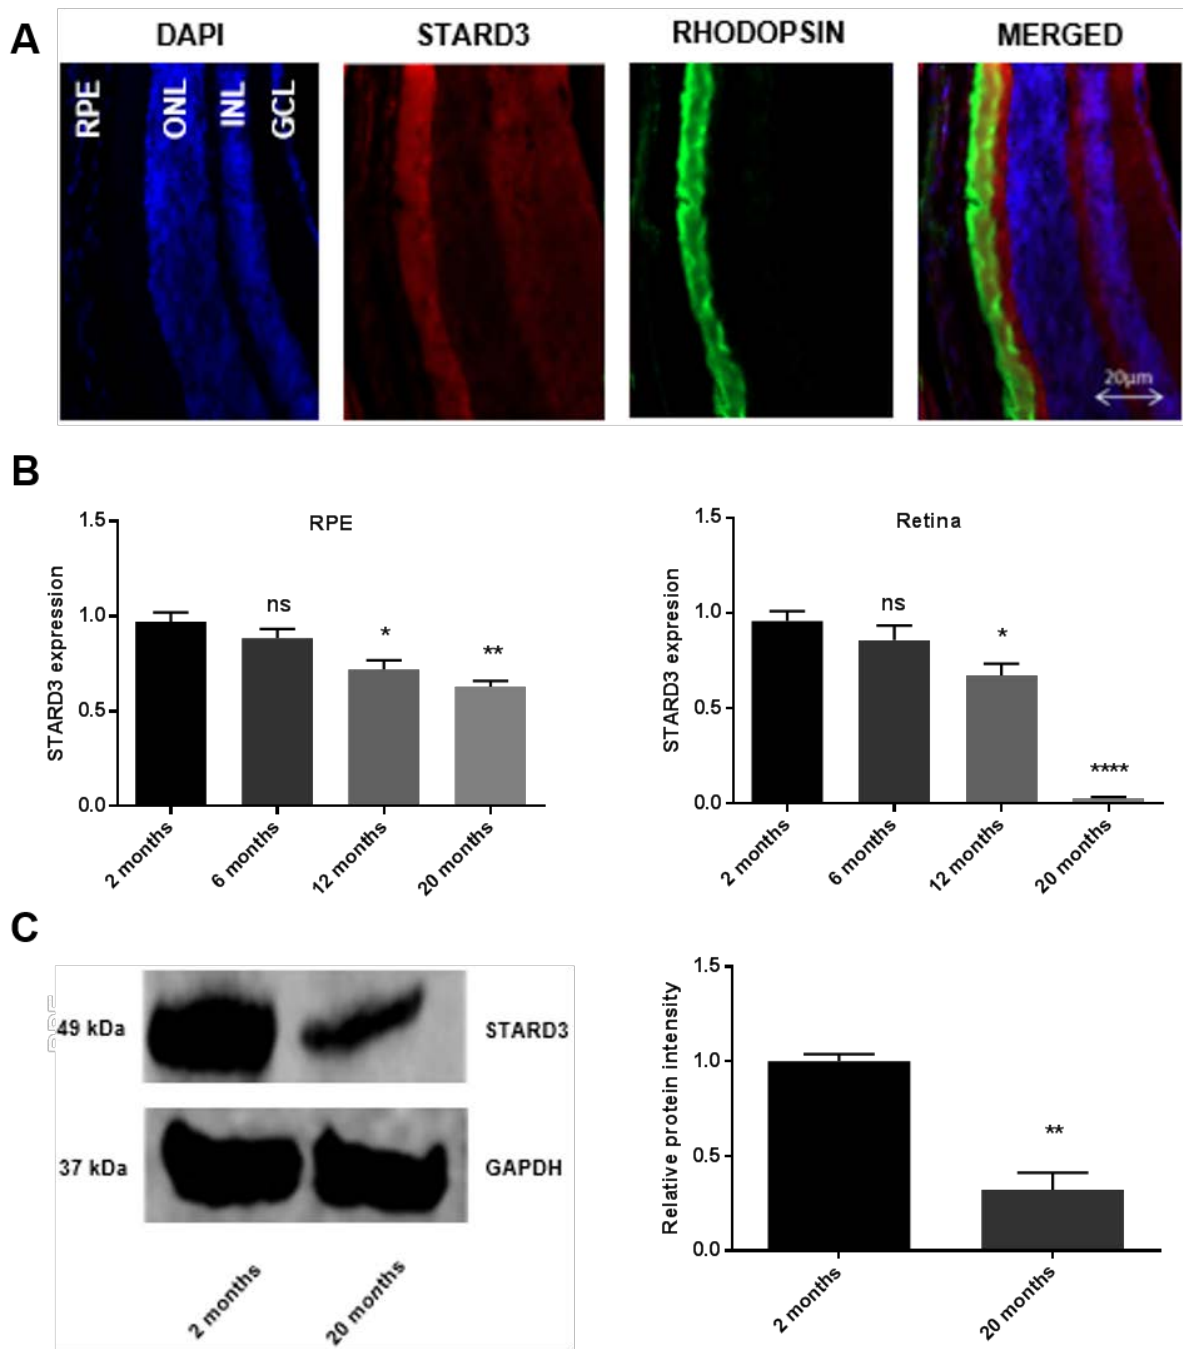 A
DAPI
STARD3
RHODOPSIN
MERGED
RPE
ONL
INL
GCL
20µm
B
RPE
STARD3 expression
1.5
1.0
0.5
0.0
ns
*
**
2 months
6 months
12 months
20 months
Retina
STARD3 expresion
1.5
1.0
0.5
0.0
ns
*
****
2 months
6 months
12 months
20 months
C
RPE
49 kDa
STARD3
37 kDa
GAPDH
2 months
20 months
Relative protein intensity
1.5
1.0
0.5
0.0
**
2 months
20 months